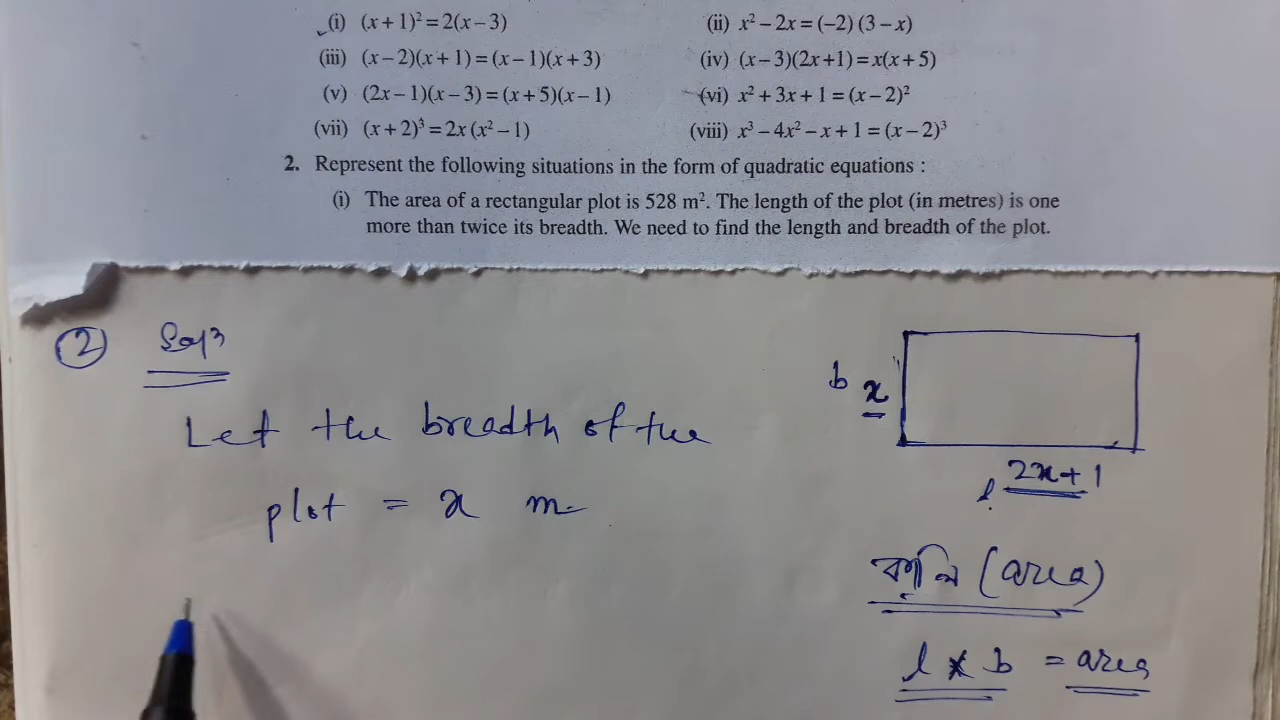 (i) (x + 1)² = 2(x – 3) (ii) x² – 2x = (–2) (3 – x)
(iii) (x – 2)(x + 1) = (x – 1)(x + 3) (iv) (x – 3)(2x +1) = x(x + 5)
(v) (2x – 1)(x – 3) = (x + 5)(x – 1) (vi) x² + 3x + 1 = (x – 2)²
(vii) (x + 2)³ = 2x (x² – 1) (viii) x³ – 4x² – x + 1 = (x – 2)³
2. Represent the following situations in the form of quadratic equations :
(i) The area of a rectangular plot is 528 m². The length of the plot (in metres) is one
more than twice its breadth. We need to find the length and breadth of the plot.
2
Let the breadth of the
plot = x m
b x
l 2x+1
(area)
l × b = area